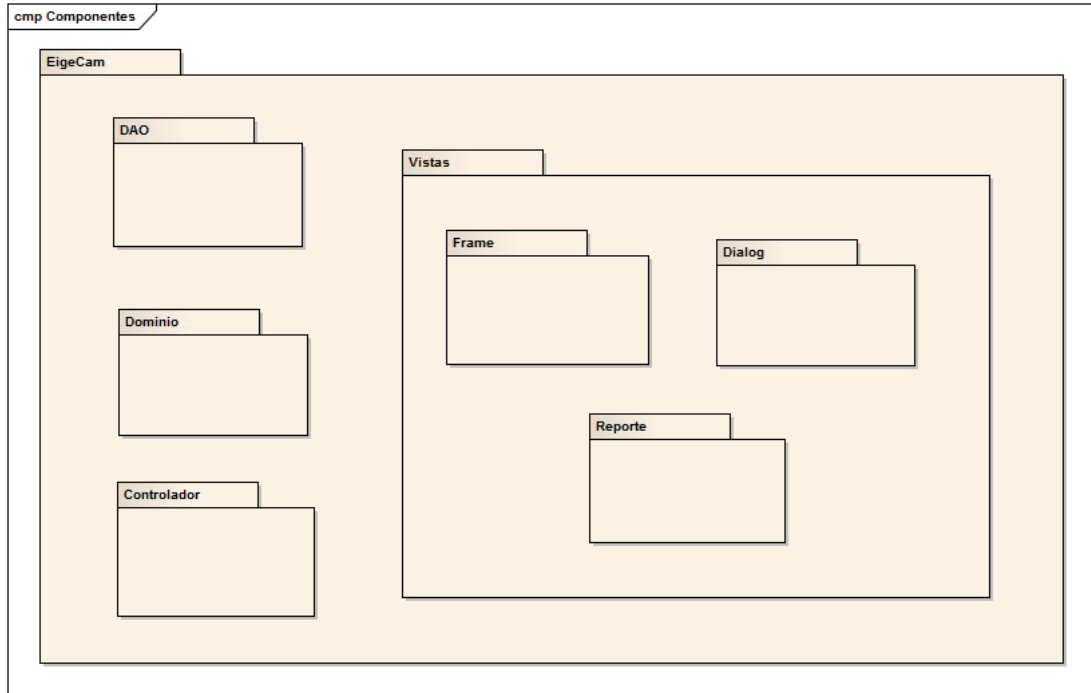 cmp Componentes
EigeCam
DAO
Vistas
Frame
Dialog
Dominio
Reporte
Controlador